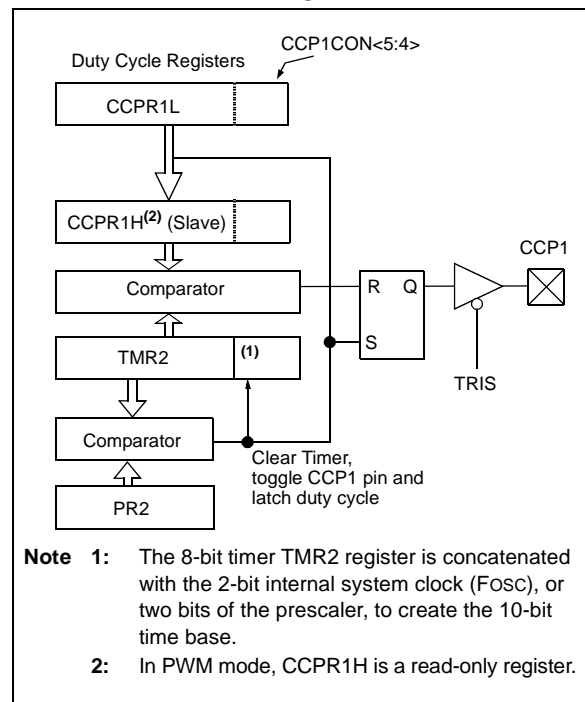 CCP1CON<5:4>
Duty Cycle Registers
CCPR1L
CCPR1H(2) (Slave)
CCP1
Comparator
R Q
(1)
TMR2
S
TRIS
Comparator
Clear Timer,
toggle CCP1 pin and
latch duty cycle
PR2
Note 1: The 8-bit timer TMR2 register is concatenated
with the 2-bit internal system clock (FOSC), or
two bits of the prescaler, to create the 10-bit
time base.
2: In PWM mode, CCPR1H is a read-only register.